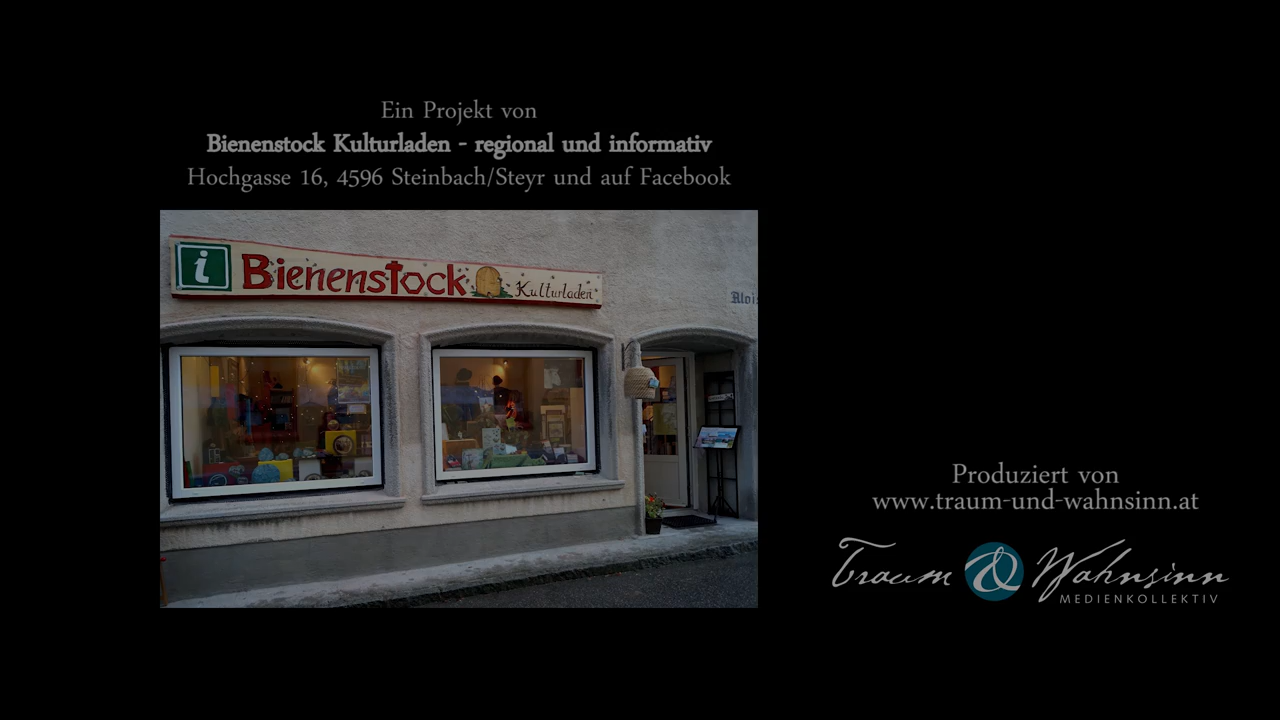 Ein Projekt von
Bienenstock Kulturladen - regional und informativ
Hochgasse 16, 4596 Steinbach/Steyr und auf Facebook
i Bienenstock Kulturladen
Alois
Produziert von
www.traum-und-wahnsinn.at
Traum & Wahnsinn
MEDIENKOLLEKTIV